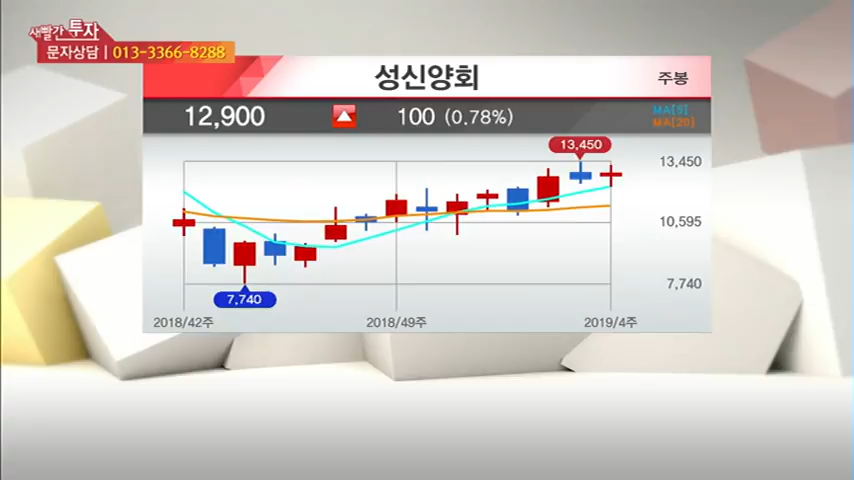 새빨간 투자
문자상담 | 013-3366-8288
성신양회
주봉
12,900 100 (0.78%)
MA[5]
MA[20]
13,450
13,450
10,595
7,740
7,740
2018/42주 2018/49주 2019/4주